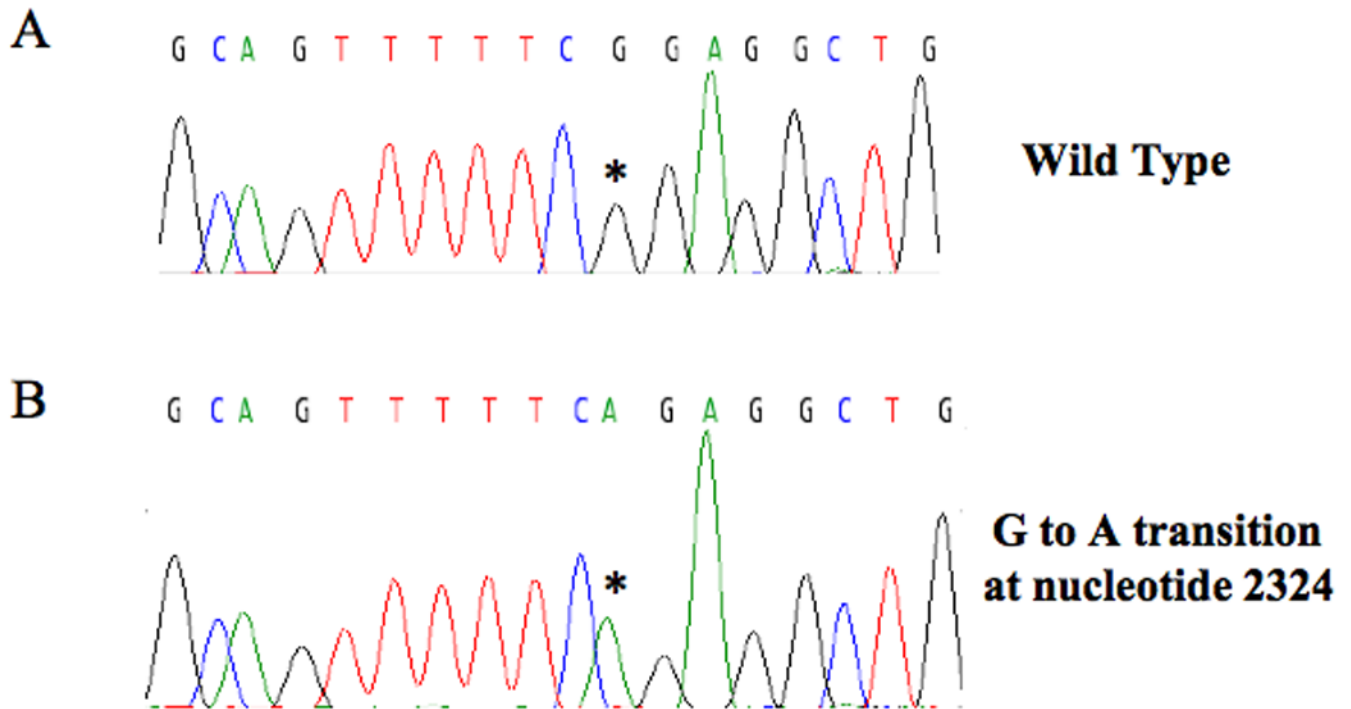 A
G C A G T T T T T C G G A G G C T G
*
Wild Type
B
G C A G T T T T T C A G A G G C T G
*
G to A transition
at nucleotide 2324